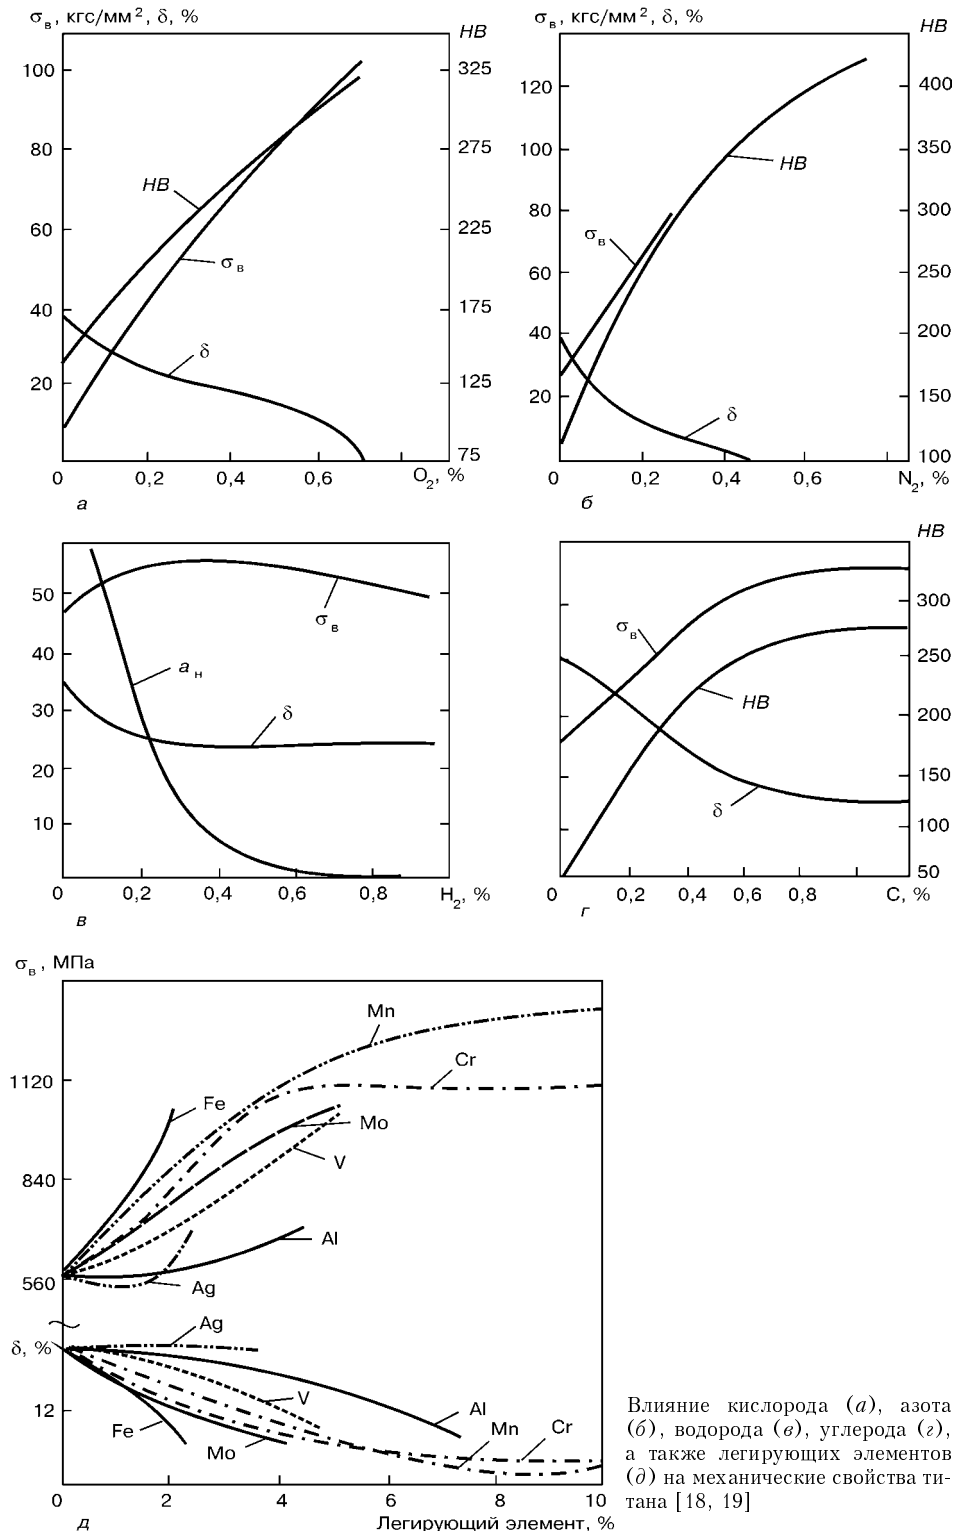 σв, кгс/мм², δ, %
HB
100
80
60
40
20
325
275
225
175
125
75
HB
σв
δ
0
0,2
0,4
0,6
O₂, %
а
σв, кгс/мм², δ, %
HB
120
100
80
60
40
20
400
350
300
250
200
150
100
HB
σв
δ
0
0,2
0,4
0,6
N₂, %
б
50
40
30
20
10
σв
aн
δ
0
0,2
0,4
0,6
0,8
H₂, %
в
HB
300
250
200
150
100
50
σв
HB
δ
0
0,2
0,4
0,6
0,8
C, %
г
σв, МПа
1120
840
560
δ, %
12
Mn
Cr
Fe
Mo
V
Al
Ag
Ag
V
Al
Fe
Mo
Mn
Cr
0
2
4
6
8
10
д
Легирующий элемент, %
Влияние кислорода (а), азота
(б), водорода (в), углерода (г),
а также легирующих элементов
(д) на механические свойства ти-
тана [18, 19]